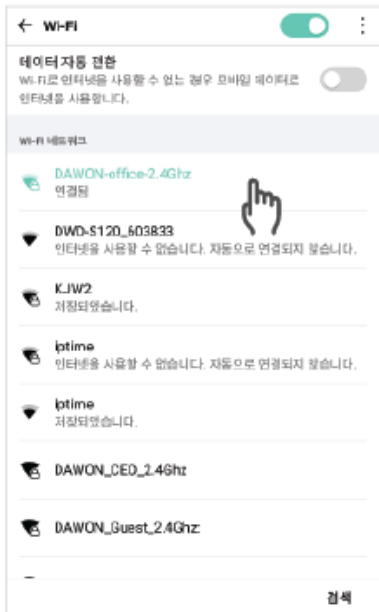 Wi-Fi
데이터 자동 전환
Wi-Fi로 인터넷을 사용할 수 없는 경우 모바일 데이터로
인터넷을 사용합니다.
Wi-Fi 네트워크
DAWON-office-2.4Ghz
연결됨
DWD-S120_603833
인터넷을 사용할 수 없습니다. 자동으로 연결되지 않습니다.
KJW2
저장되었습니다.
iptime
인터넷을 사용할 수 없습니다. 자동으로 연결되지 않습니다.
iptime
저장되었습니다.
DAWON_CEO_2.4Ghz
DAWON_Guest_2.4Ghz
검색